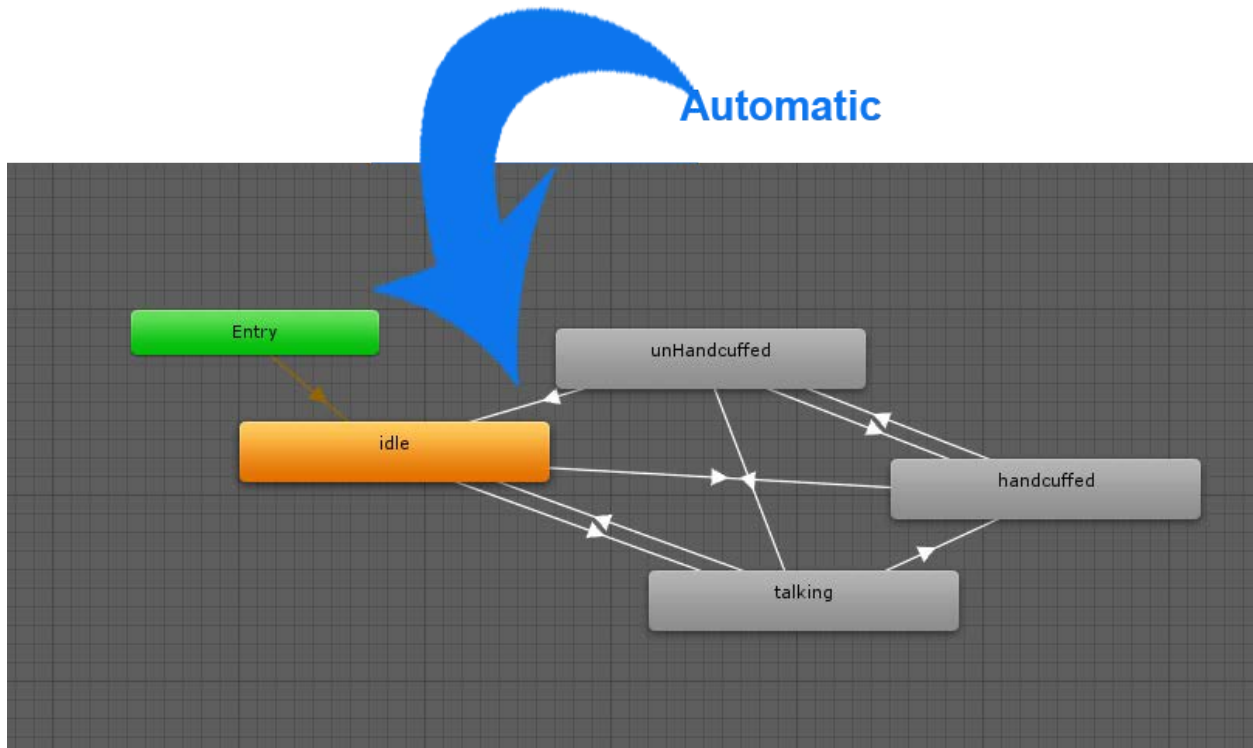 Automatic
Entry
unHandcuffed
idle
handcuffed
talking